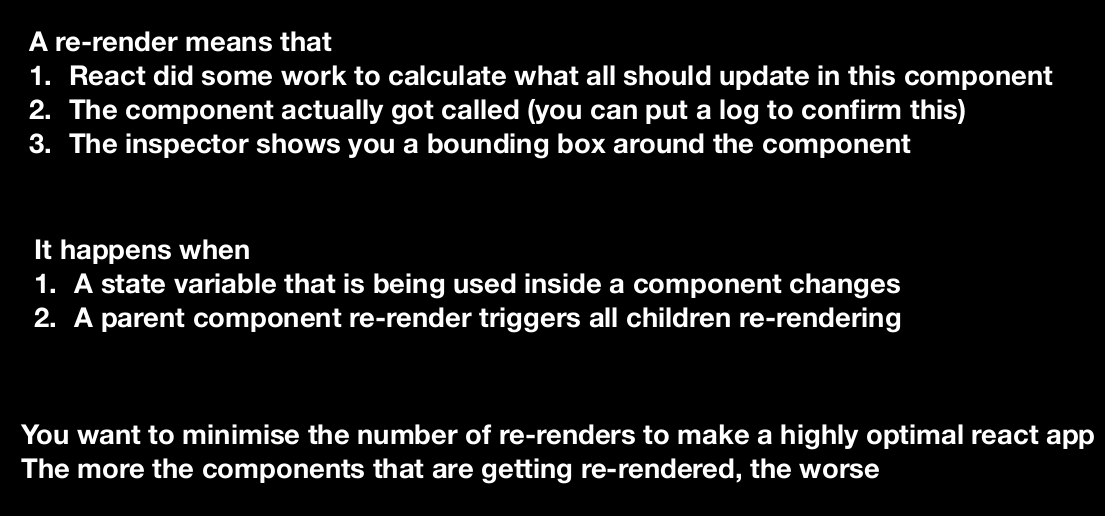 A re-render means that
1. React did some work to calculate what all should update in this component
2. The component actually got called (you can put a log to confirm this)
3. The inspector shows you a bounding box around the component
It happens when
1. A state variable that is being used inside a component changes
2. A parent component re-render triggers all children re-rendering
You want to minimise the number of re-renders to make a highly optimal react app
The more the components that are getting re-rendered, the worse